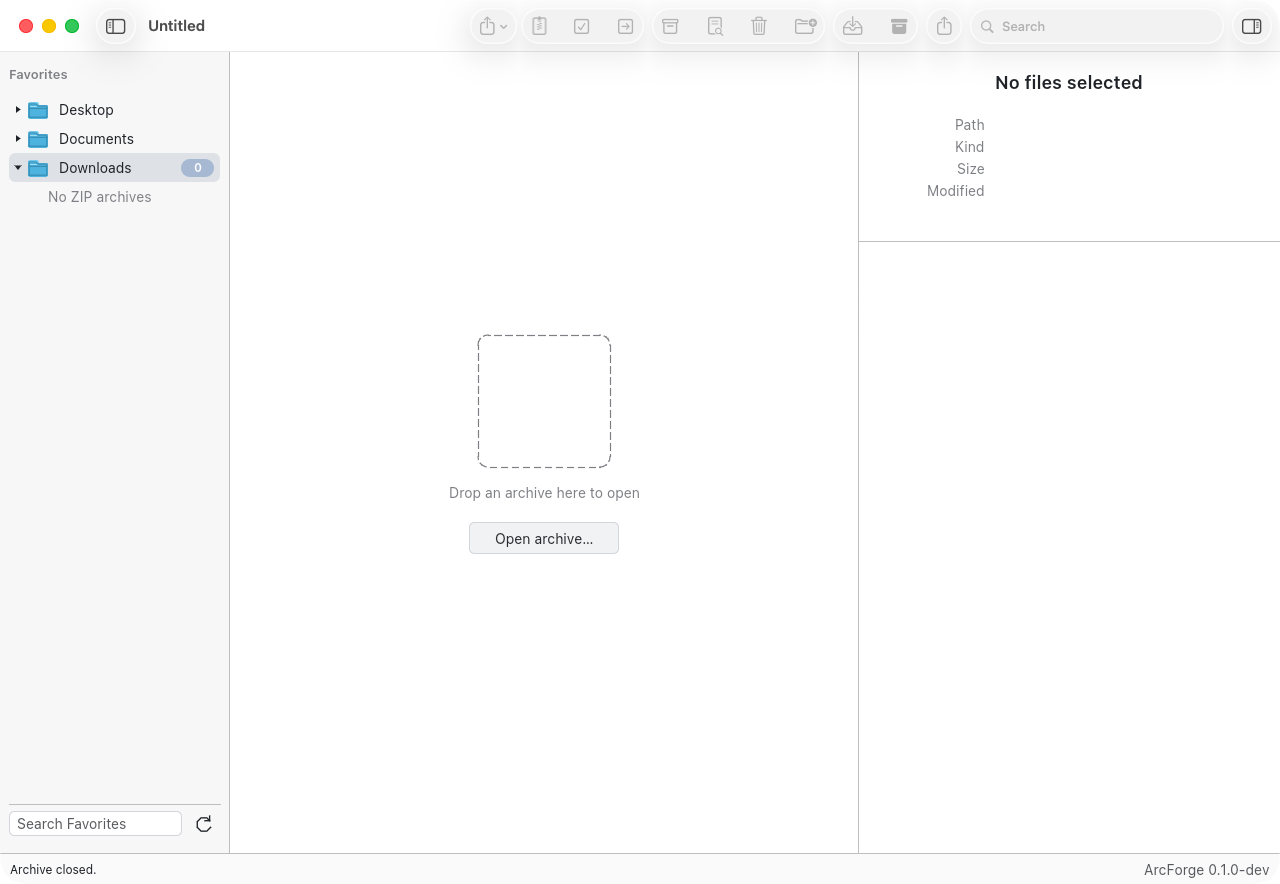 Untitled
Search
Favorites
Desktop
Documents
Downloads 0
No ZIP archives
Drop an archive here to open
Open archive...
No files selected
Path
Kind
Size
Modified
Search Favorites
Archive closed.
ArcForge 0.1.0-dev